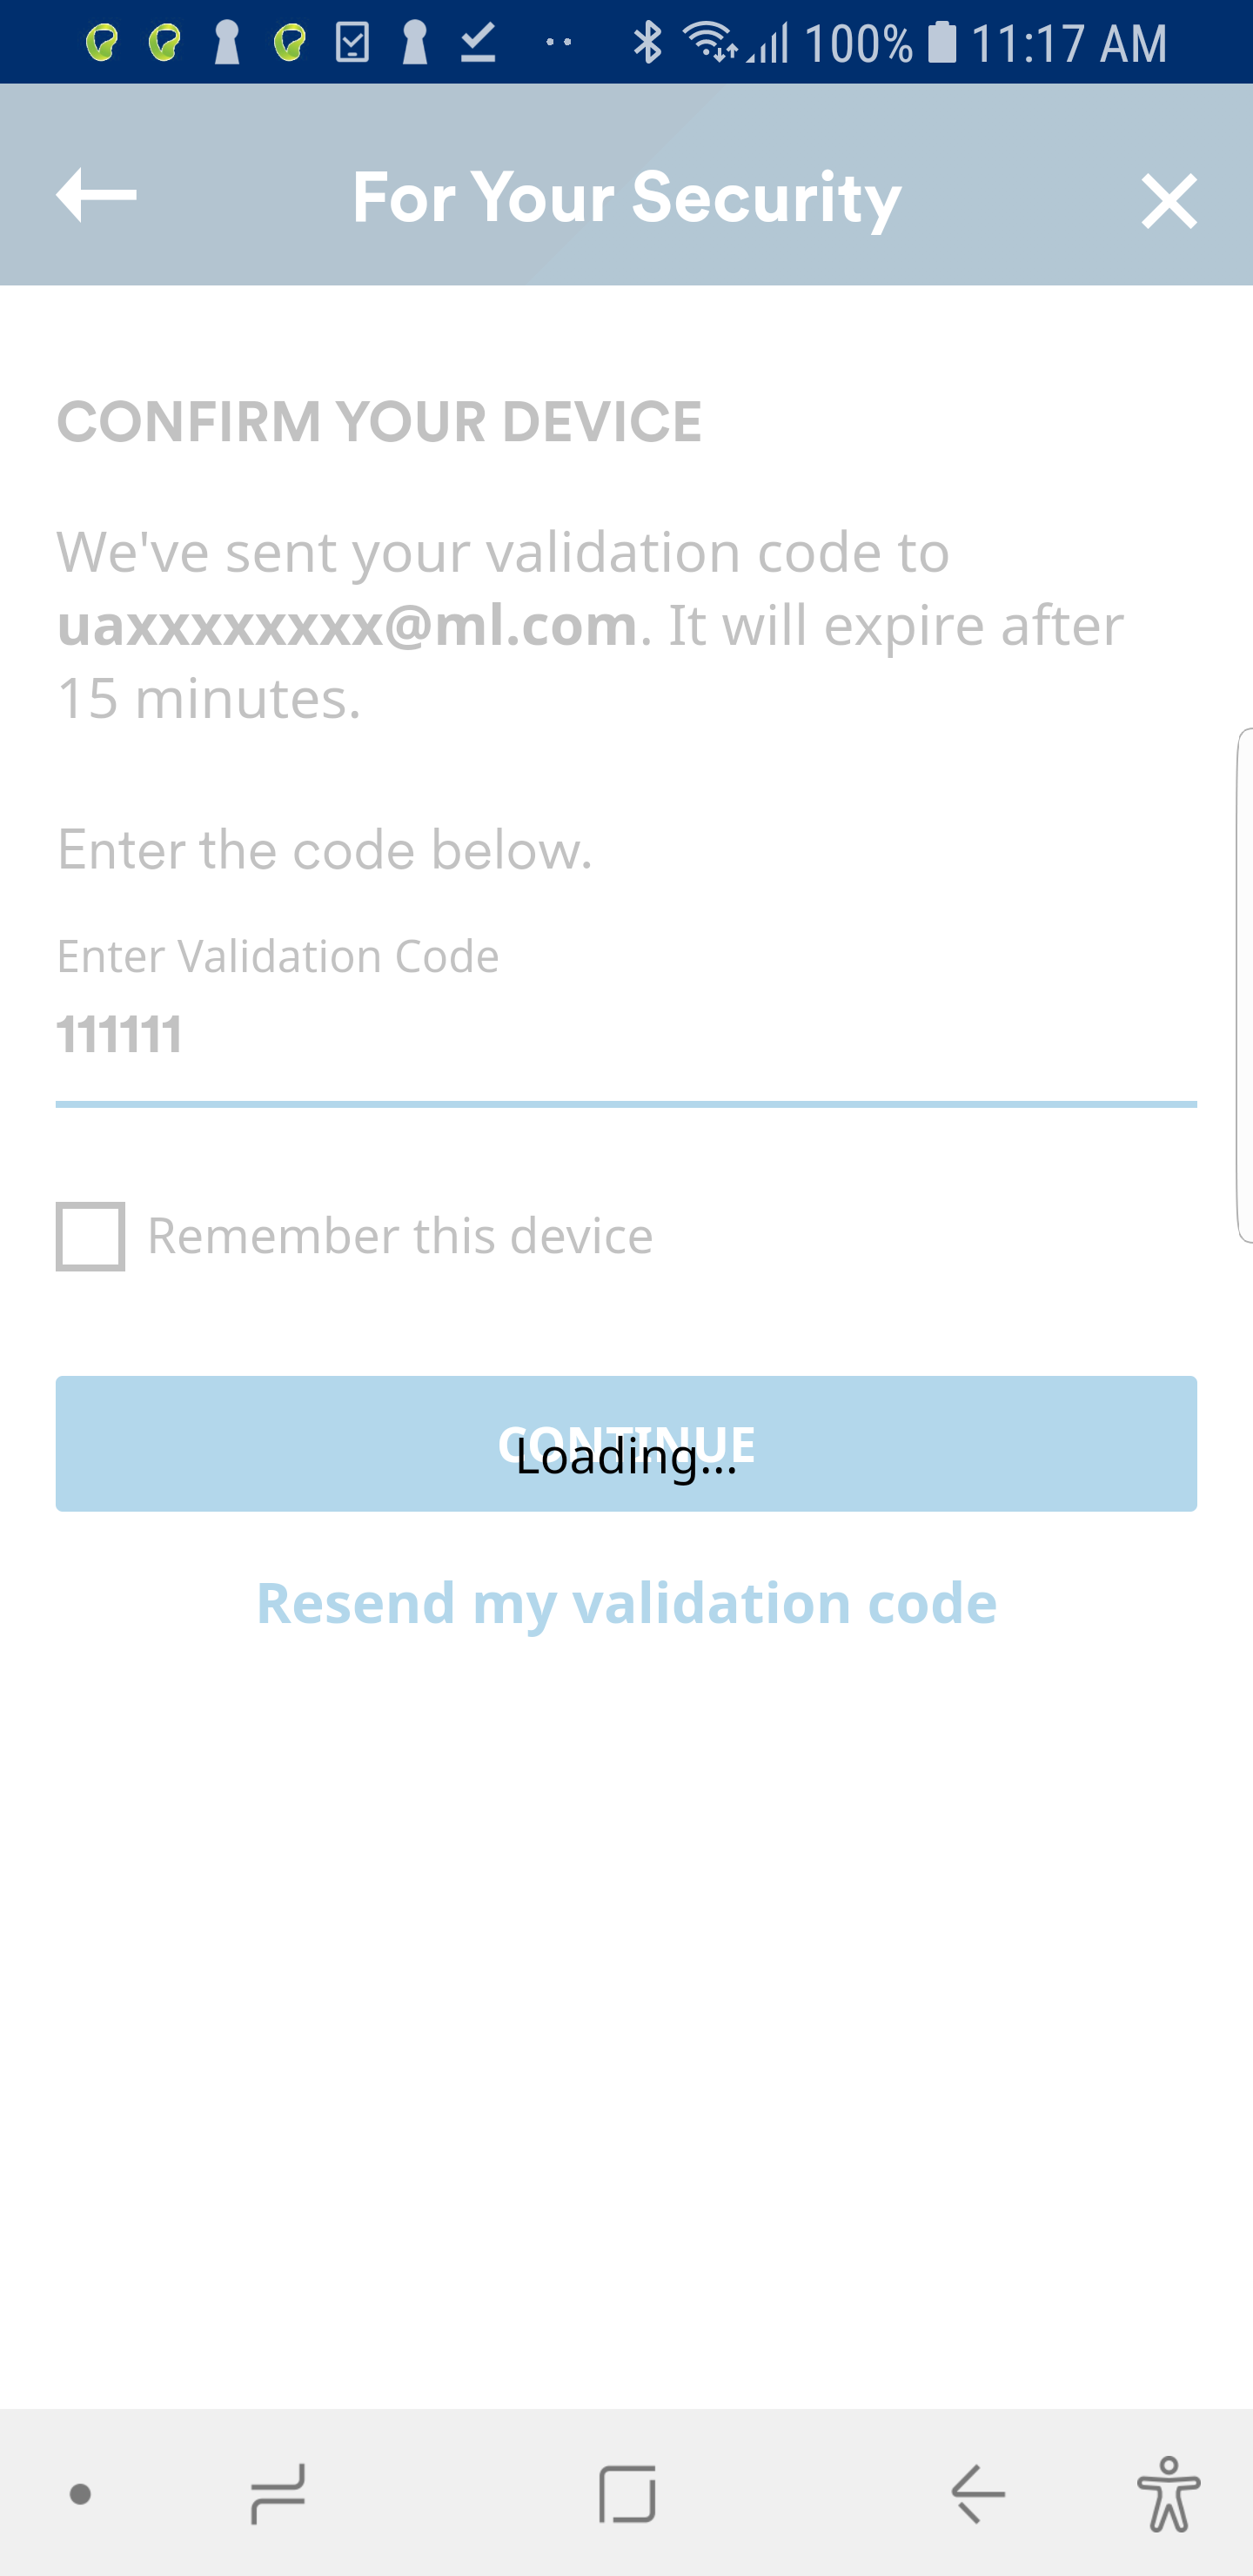 100% 11:17 AM
For Your Security
CONFIRM YOUR DEVICE
We've sent your validation code to
uaxxxxxxxx@ml.com. It will expire after
15 minutes.
Enter the code below.
Enter Validation Code
111111
Remember this device
CONTINUE
Loading...
Resend my validation code